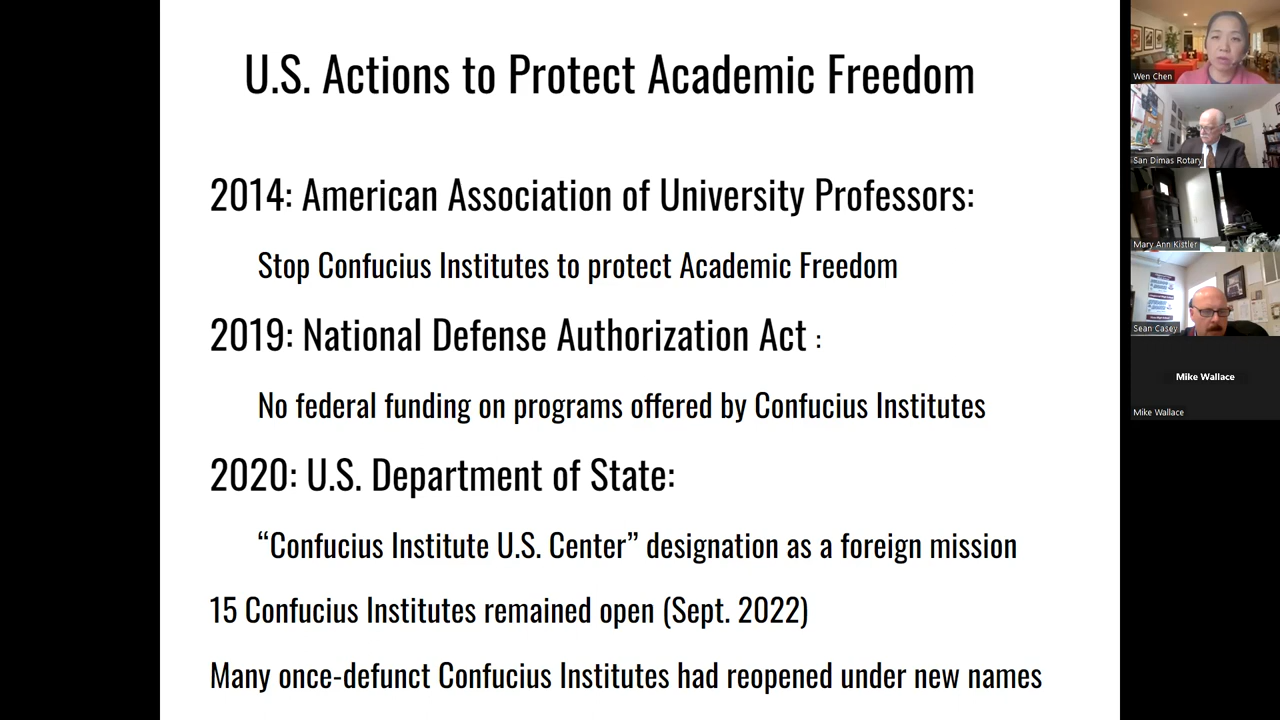 U.S. Actions to Protect Academic Freedom
2014: American Association of University Professors:
Stop Confucius Institutes to protect Academic Freedom
2019: National Defense Authorization Act :
No federal funding on programs offered by Confucius Institutes
2020: U.S. Department of State:
“Confucius Institute U.S. Center” designation as a foreign mission
15 Confucius Institutes remained open (Sept. 2022)
Many once-defunct Confucius Institutes had reopened under new names
Wen Chen
San Dimas Rotary
Mary Ann Kistler
Sean Casey
Mike Wallace
Mike Wallace